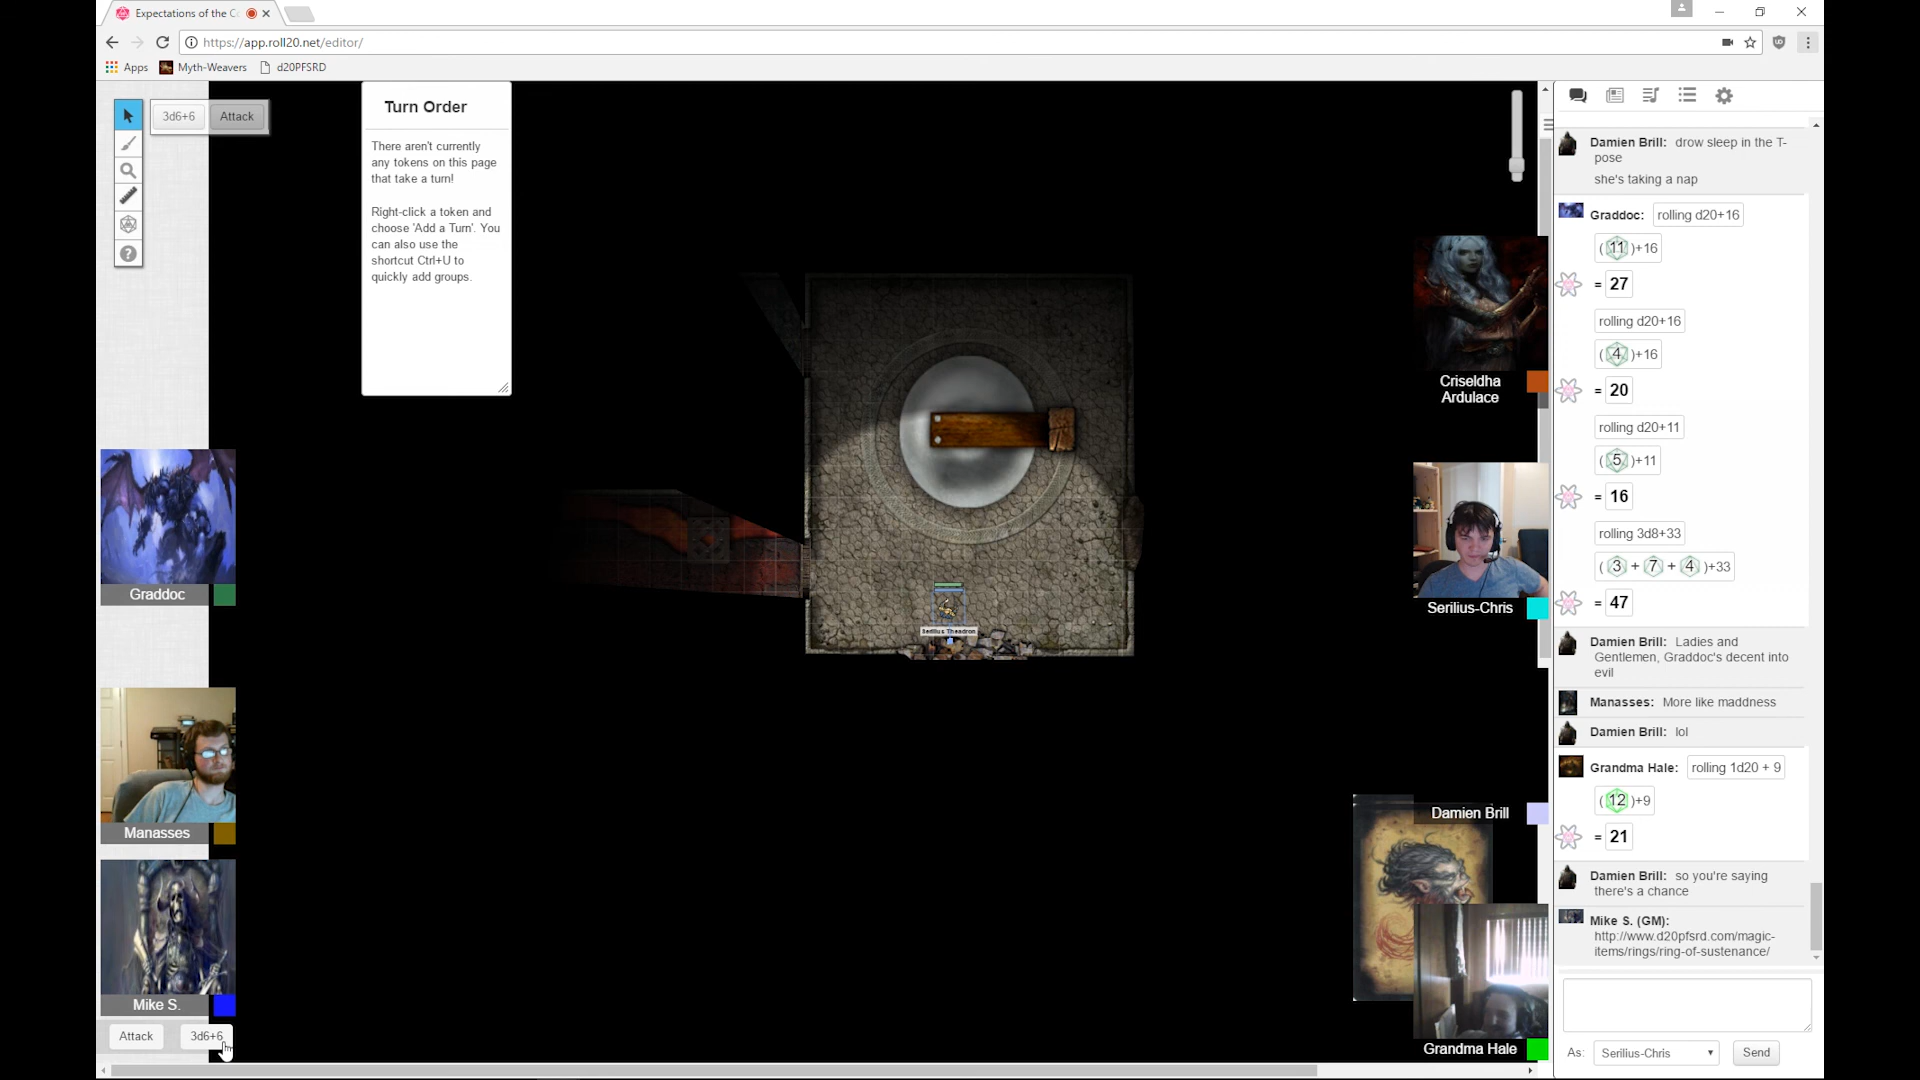 Expectations of the C
https://app.roll20.net/editor/
Apps
Myth-Weavers
d20PFSRD
3d6+6
Attack
Turn Order
There aren't currently
any tokens on this page
that take a turn!
Right-click a token and
choose 'Add a Turn'. You
can also use the
shortcut Ctrl+U to
quickly add groups.
Graddoc
Manasses
Mike S.
Attack
3d6+6
Serilius Theadron
Criseldha
Ardulace
Serilius-Chris
Damien Brill
Grandma Hale
Damien Brill: drow sleep in the T-
pose
she's taking a nap
Graddoc: rolling d20+16
(11)+16
= 27
rolling d20+16
(4)+16
= 20
rolling d20+11
(5)+11
= 16
rolling 3d8+33
(3+7+4)+33
= 47
Damien Brill: Ladies and
Gentlemen, Graddoc's decent into
evil
Manasses: More like maddness
Damien Brill: lol
Grandma Hale: rolling 1d20 + 9
(12)+9
= 21
Damien Brill: so you're saying
there's a chance
Mike S. (GM):
http://www.d20pfsrd.com/magic-
items/rings/ring-of-sustenance/
As: Serilius-Chris Send